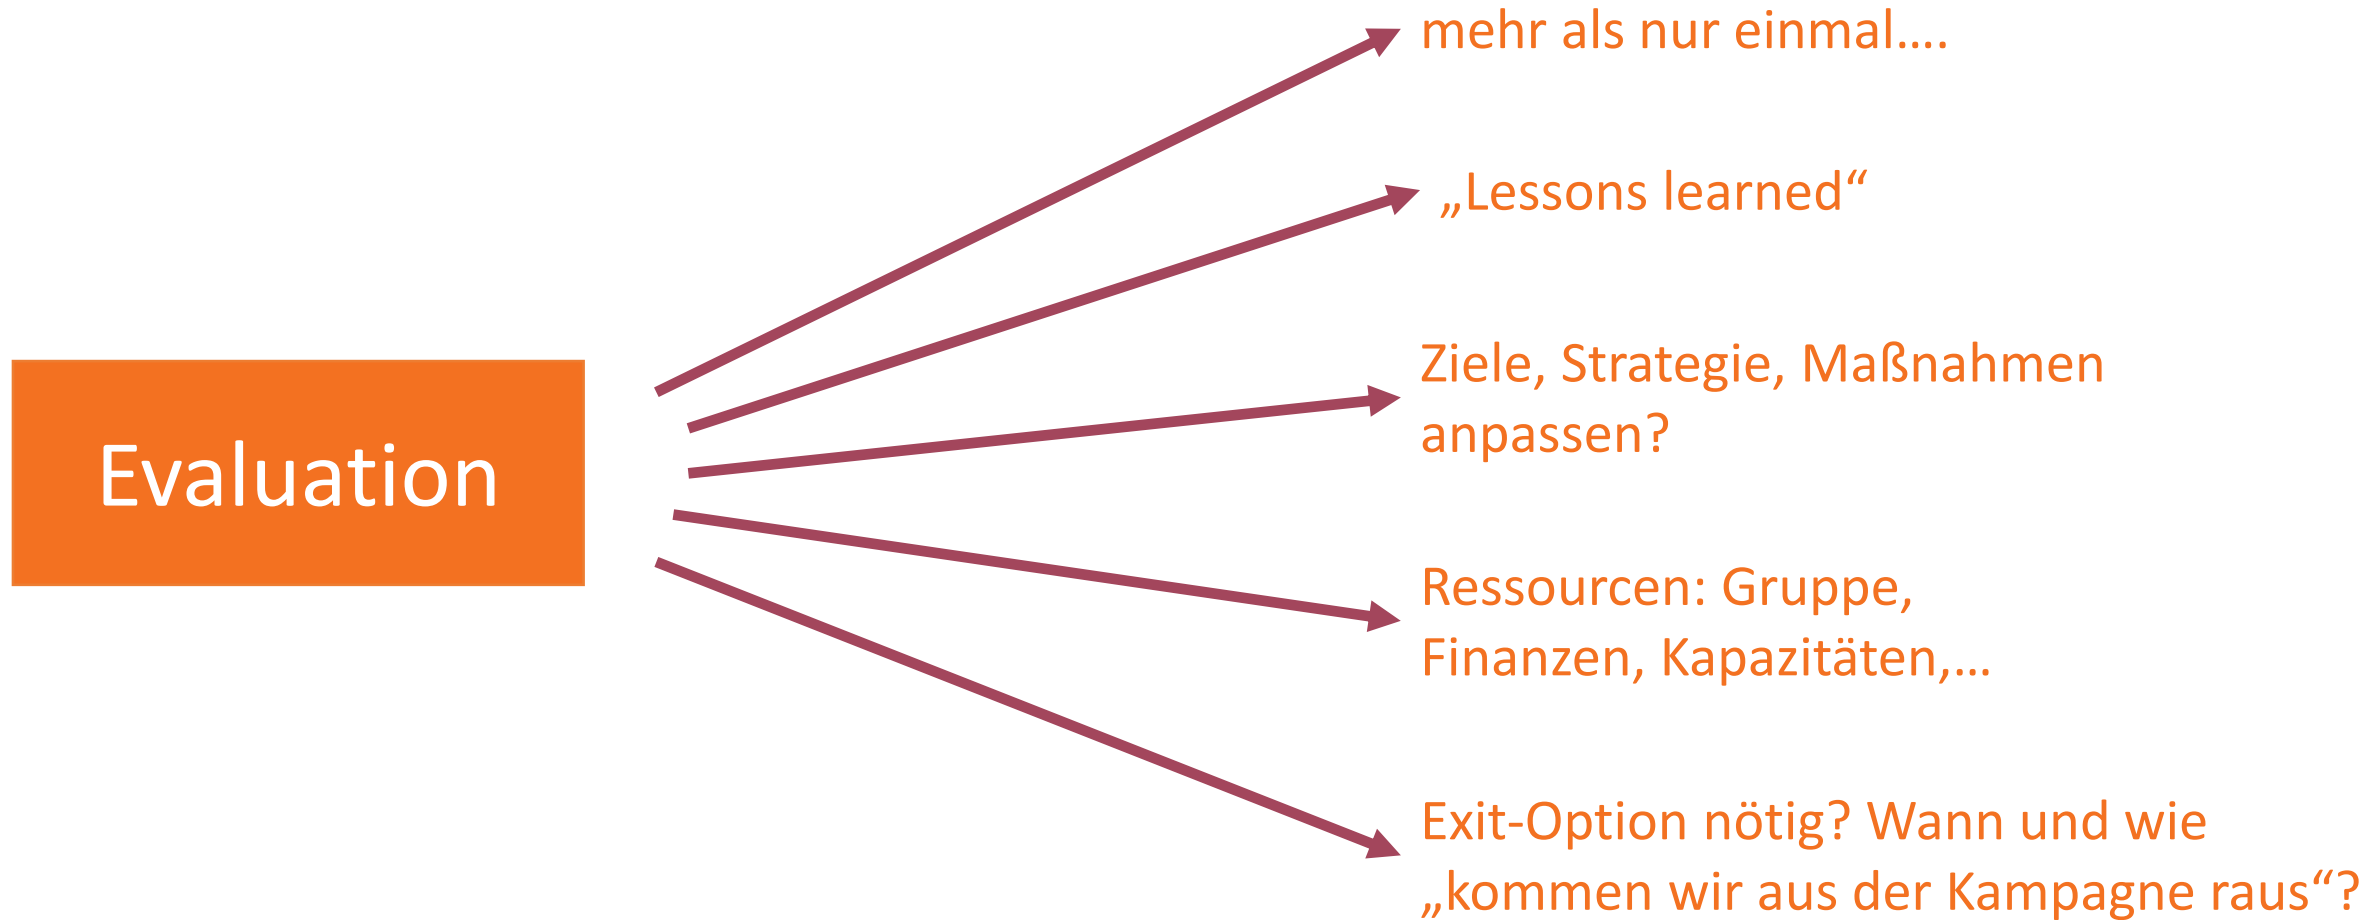 mehr als nur einmal....
„Lessons learned“
Ziele, Strategie, Maßnahmen
anpassen?
Evaluation
Ressourcen: Gruppe,
Finanzen, Kapazitäten,...
Exit-Option nötig? Wann und wie
„kommen wir aus der Kampagne raus“?